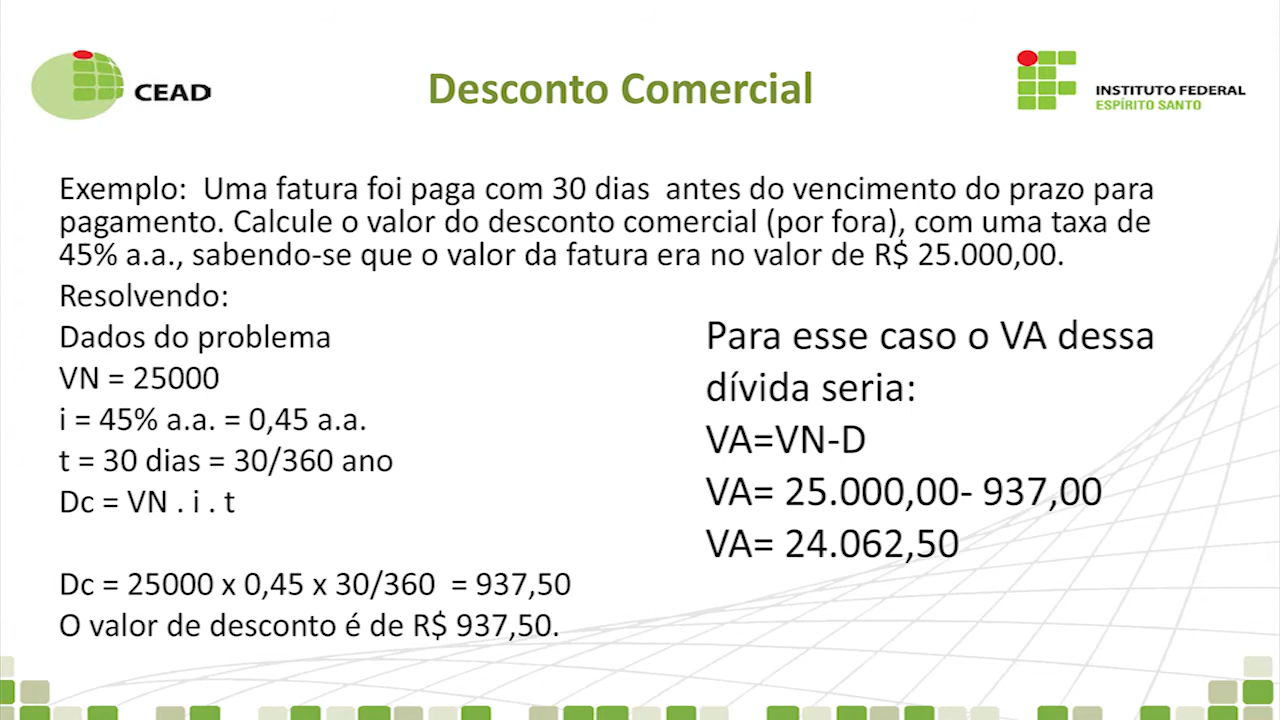 CEAD
Desconto Comercial
INSTITUTO FEDERAL
ESPÍRITO SANTO
Exemplo: Uma fatura foi paga com 30 dias antes do vencimento do prazo para
pagamento. Calcule o valor do desconto comercial (por fora), com uma taxa de
45% a.a., sabendo-se que o valor da fatura era no valor de R$ 25.000,00.
Resolvendo:
Dados do problema
VN = 25000
i = 45% a.a. = 0,45 a.a.
t = 30 dias = 30/360 ano
Dc = VN . i . t
Dc = 25000 x 0,45 x 30/360 = 937,50
O valor de desconto é de R$ 937,50.
Para esse caso o VA dessa
dívida seria:
VA=VN-D
VA= 25.000,00- 937,00
VA= 24.062,50